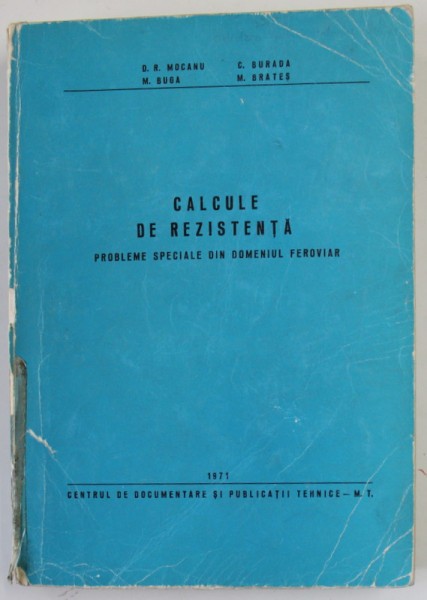 D. R. MOCANU C. BURADA
M. BUGA M. BRATEȘ
CALCULE
DE REZISTENȚĂ
PROBLEME SPECIALE DIN DOMENIUL FEROVIAR
1971
CENTRUL DE DOCUMENTARE ȘI PUBLICAȚII TEHNICE — M. T.